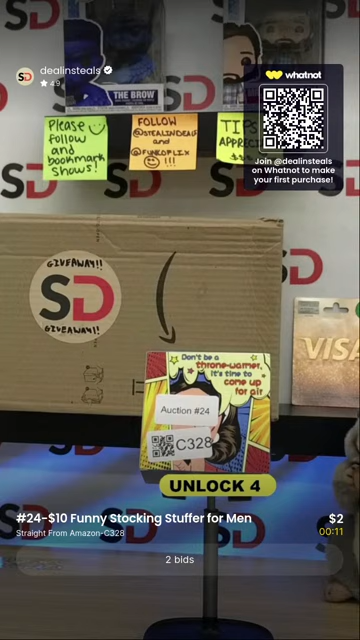 dealinsteals
4.9
whatnot
Join @dealinsteals
on Whatnot to make
your first purchase!
THE BROW
Please
follow
and
bookmark
shows!
FOLLOW
@STEALINDEALS
and
@FUNKOFLIX
!!!
TIPS
APPRECI
$$
GIVEAWAY!!
SD
GIVEAWAY!!
VISA
Don't be a
throne-warmer,
it's time to
come up
for air
Auction #24
C328
UNLOCK 4
#24-$10 Funny Stocking Stuffer for Men
$2
Straight From Amazon-C328
00:11
2 bids